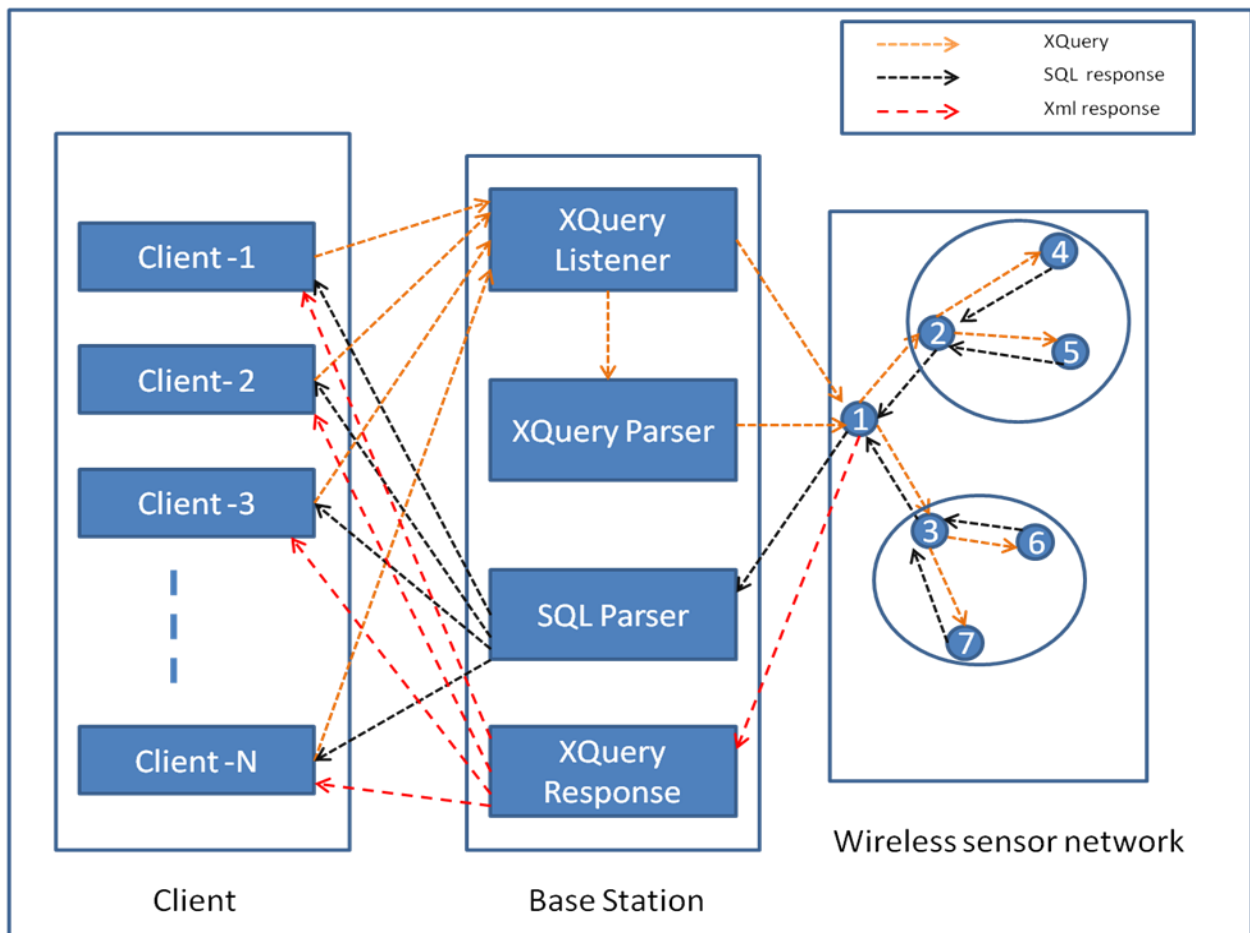 XQuery
SQL response
Xml response
Client -1
Client- 2
Client -3
Client -N
Client
XQuery
Listener
XQuery Parser
SQL Parser
XQuery
Response
Base Station
1
2
3
4
5
6
7
Wireless sensor network